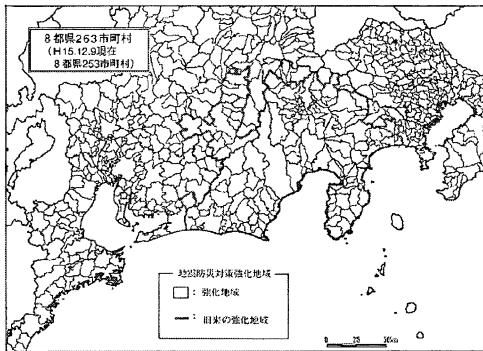 8都県263市町村
(H15.12.9現在
8都県253市町村)
地震防災対策強化地域
: 強化地域
: 旧来の強化地域
0 25 50km